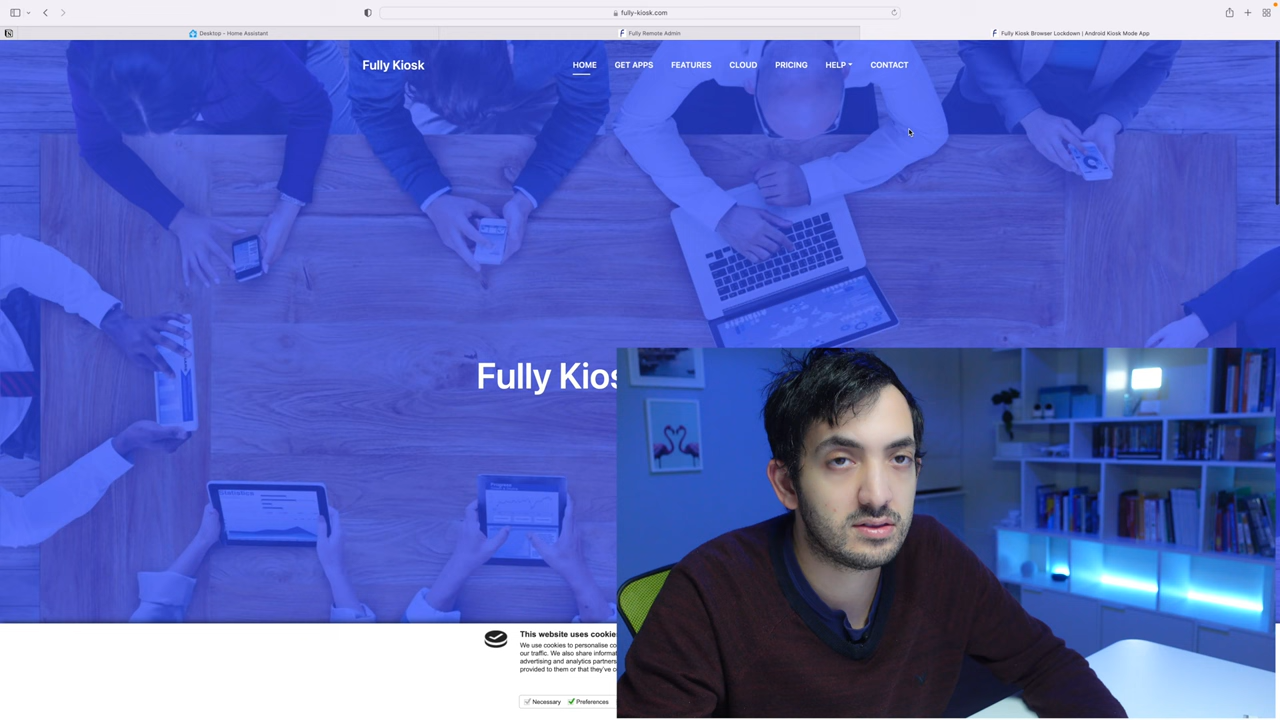 fully-kiosk.com
Desktop - Home Assistant
Fully Remote Admin
Fully Kiosk Browser Lockdown | Android Kiosk Mode App
Fully Kiosk
HOME
GET APPS
FEATURES
CLOUD
PRICING
HELP
CONTACT
Fully Kios
Statistics
Progress
This website uses cookie
We use cookies to personalise co
our traffic. We also share informa
advertising and analytics partners
provided to them or that they've c
Necessary
Preferences